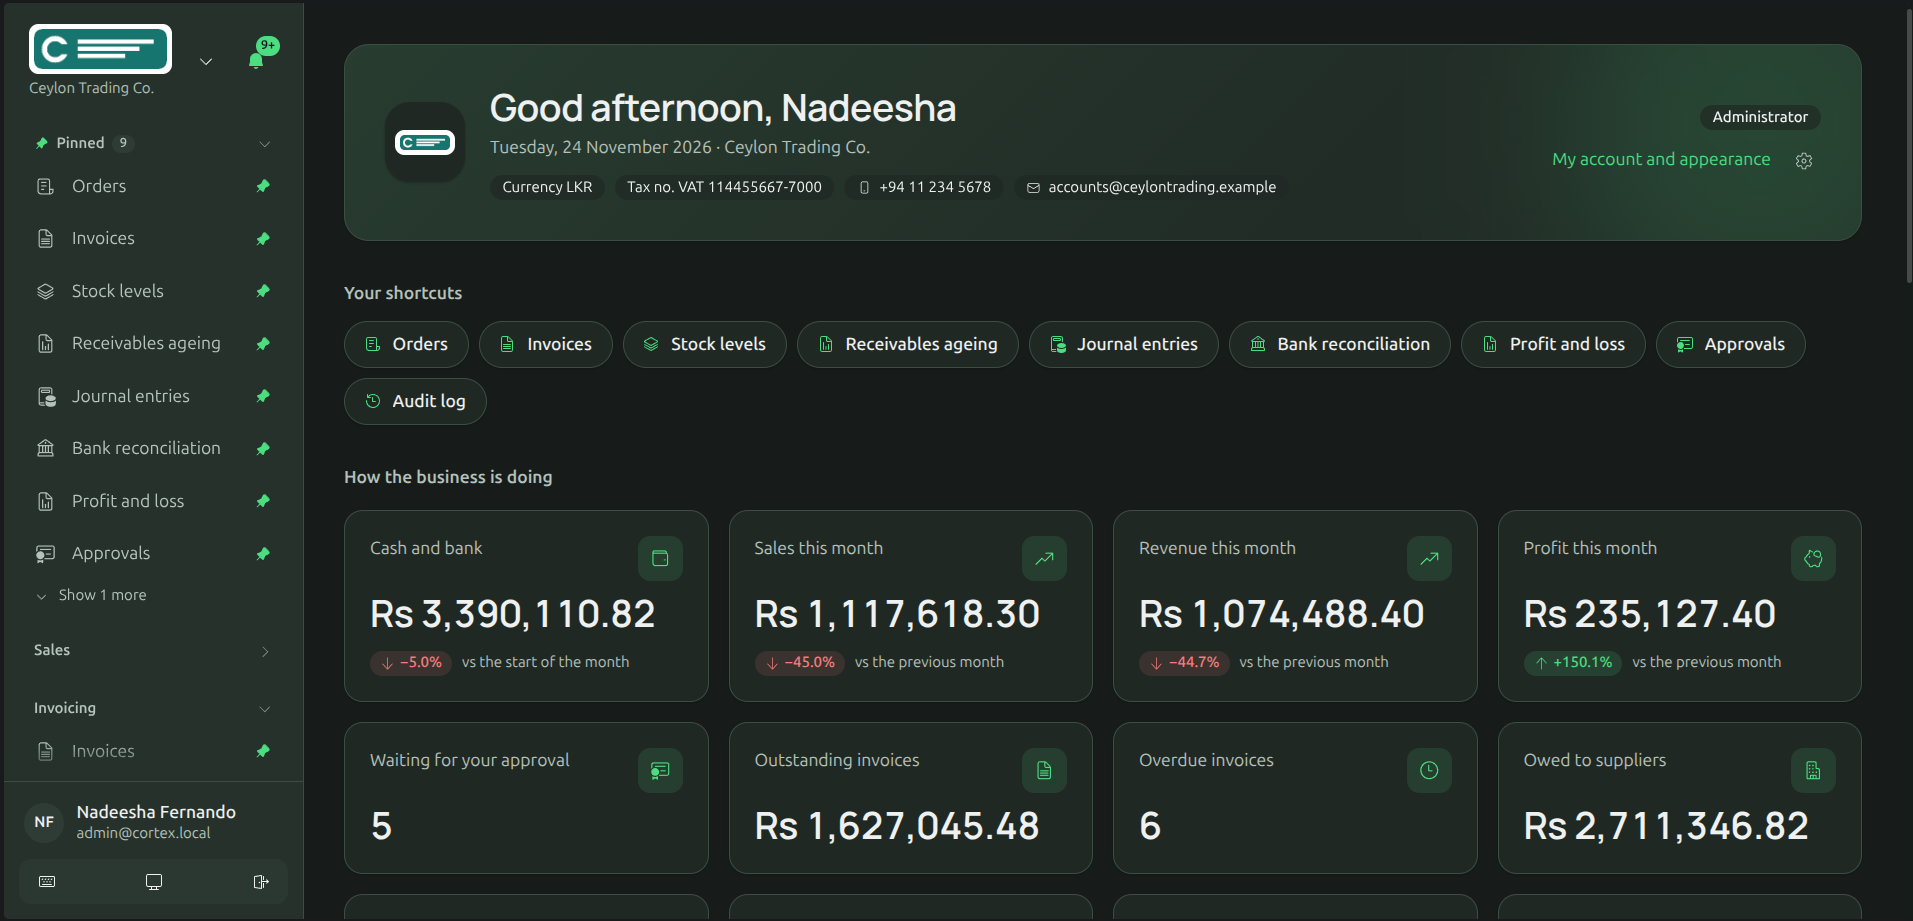 C
9+
Ceylon Trading Co.
Pinned 9
Orders
Invoices
Stock levels
Receivables ageing
Journal entries
Bank reconciliation
Profit and loss
Approvals
Show 1 more
Sales
Invoicing
Invoices
NF
Nadeesha Fernando
admin@cortex.local
C
Good afternoon, Nadeesha
Tuesday, 24 November 2026 · Ceylon Trading Co.
Currency LKR Tax no. VAT 114455667-7000 +94 11 234 5678 accounts@ceylontrading.example
Administrator
My account and appearance
Your shortcuts
Orders Invoices Stock levels Receivables ageing Journal entries Bank reconciliation Profit and loss Approvals
Audit log
How the business is doing
Cash and bank
Rs 3,390,110.82
−5.0% vs the start of the month
Sales this month
Rs 1,117,618.30
−45.0% vs the previous month
Revenue this month
Rs 1,074,488.40
−44.7% vs the previous month
Profit this month
Rs 235,127.40
+150.1% vs the previous month
Waiting for your approval
5
Outstanding invoices
Rs 1,627,045.48
Overdue invoices
6
Owed to suppliers
Rs 2,711,346.82